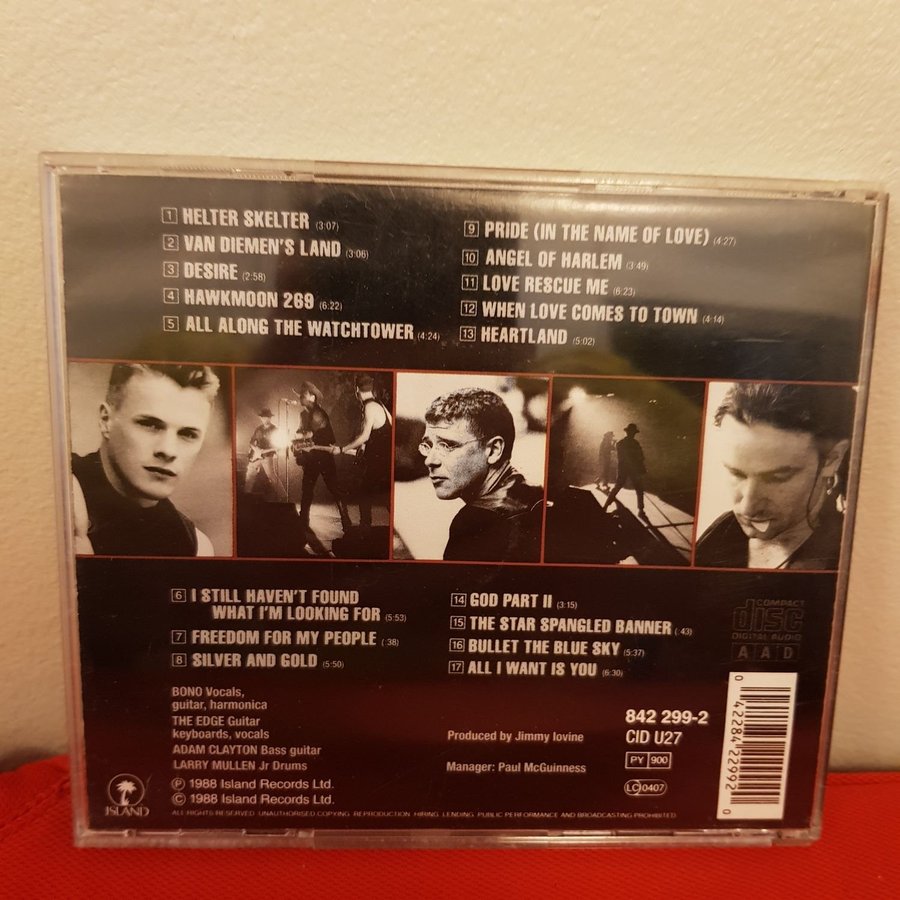 1 HELTER SKELTER (3:07)
2 VAN DIEMEN'S LAND (3:06)
3 DESIRE (2:58)
4 HAWKMOON 269 (6:22)
5 ALL ALONG THE WATCHTOWER (4:24)
9 PRIDE (IN THE NAME OF LOVE) (4:27)
10 ANGEL OF HARLEM (3:49)
11 LOVE RESCUE ME (6:23)
12 WHEN LOVE COMES TO TOWN (4:14)
13 HEARTLAND (5:02)
6 I STILL HAVEN'T FOUND
WHAT I'M LOOKING FOR (5:53)
7 FREEDOM FOR MY PEOPLE (:38)
8 SILVER AND GOLD (5:50)
14 GOD PART II (3:15)
15 THE STAR SPANGLED BANNER (:43)
16 BULLET THE BLUE SKY (5:37)
17 ALL I WANT IS YOU (6:30)
COMPACT
disc
DIGITAL AUDIO
A A D
BONO Vocals,
guitar, harmonica
THE EDGE Guitar
keyboards, vocals
ADAM CLAYTON Bass guitar
LARRY MULLEN Jr Drums
℗ 1988 Island Records Ltd.
© 1988 Island Records Ltd.
ISLAND
Produced by Jimmy Iovine
Manager: Paul McGuinness
842 299-2
CID U27
PY 900
LC 0407
0 42284 22992 0
ALL RIGHTS RESERVED. UNAUTHORISED COPYING, REPRODUCTION, HIRING, LENDING, PUBLIC PERFORMANCE AND BROADCASTING PROHIBITED.